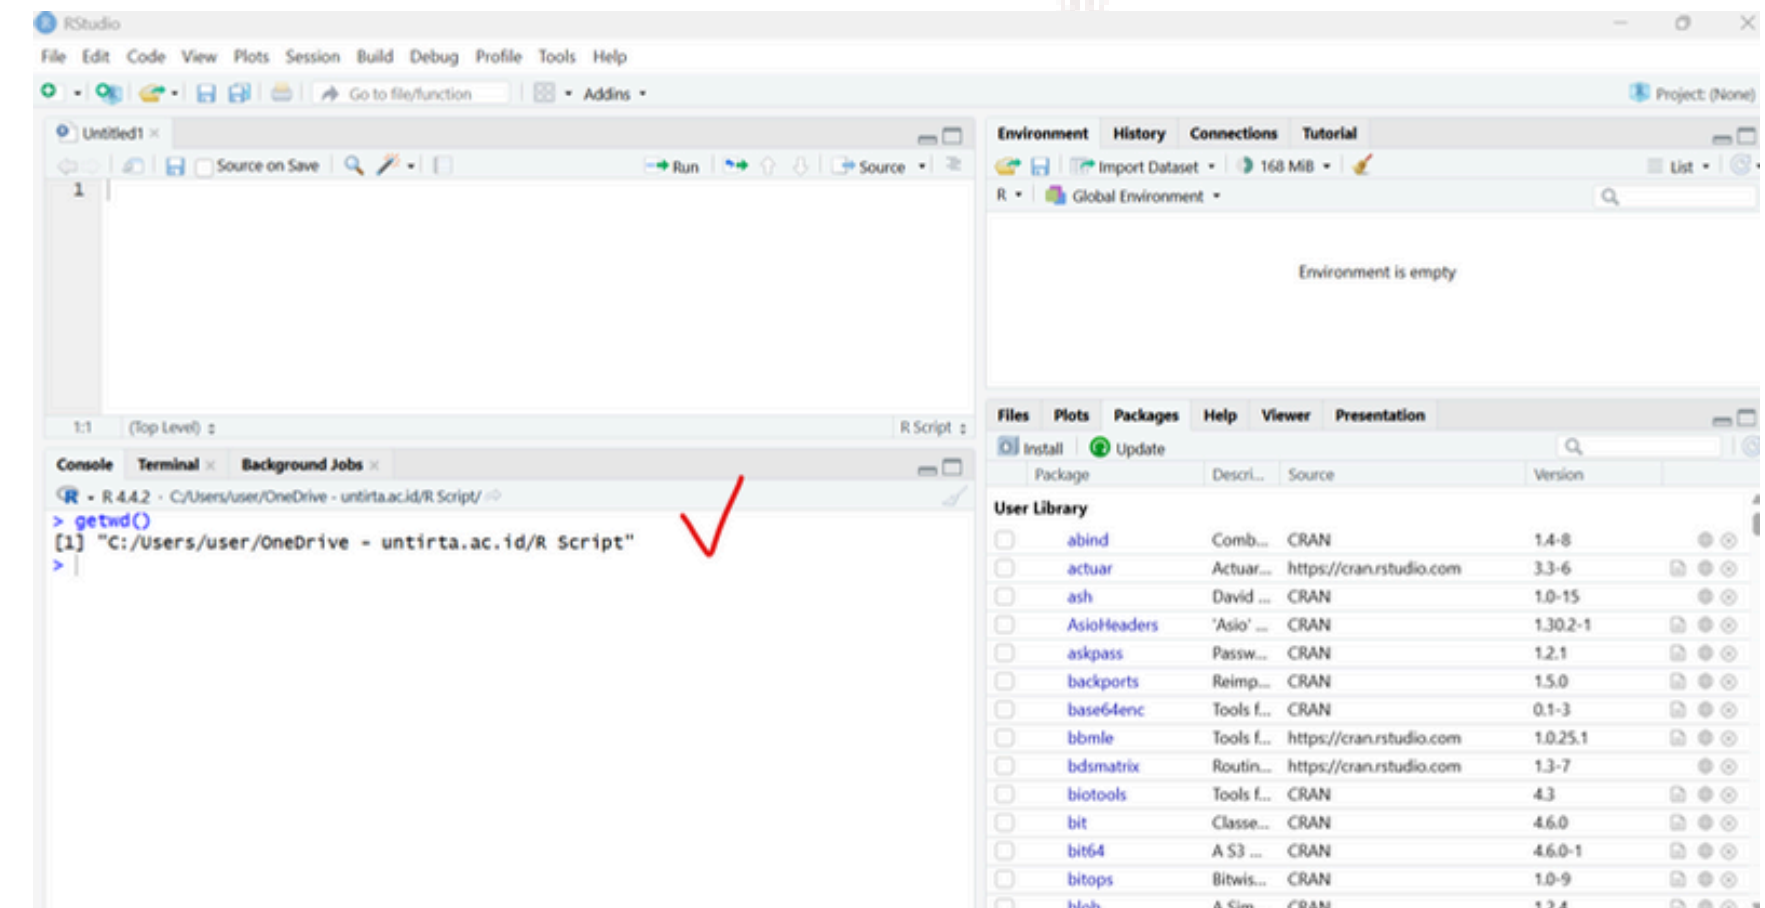 RStudio
File Edit Code View Plots Session Build Debug Profile Tools Help
Go to file/function Addins Project: (None)
Untitled1
Source on Save Run Source
1
1:1 (Top Level) R Script
Console Terminal Background Jobs
R 4.4.2 · C:/Users/user/OneDrive - untirta.ac.id/R Script/
> getwd()
[1] "C:/Users/user/OneDrive - untirta.ac.id/R Script"
>
Environment History Connections Tutorial
Import Dataset 168 MiB List
R Global Environment
Environment is empty
Files Plots Packages Help Viewer Presentation
Install Update
Package Descri... Source Version
User Library
abind Comb... CRAN 1.4-8
actuar Actuar... https://cran.rstudio.com 3.3-6
ash David ... CRAN 1.0-15
AsioHeaders 'Asio' ... CRAN 1.30.2-1
askpass Passw... CRAN 1.2.1
backports Reimp... CRAN 1.5.0
base64enc Tools f... CRAN 0.1-3
bbmle Tools f... https://cran.rstudio.com 1.0.25.1
bdsmatrix Routin... https://cran.rstudio.com 1.3-7
biotools Tools f... CRAN 4.3
bit Classe... CRAN 4.6.0
bit64 A S3 ... CRAN 4.6.0-1
bitops Bitwis... CRAN 1.0-9
blob A Sim... CRAN 1.2.4